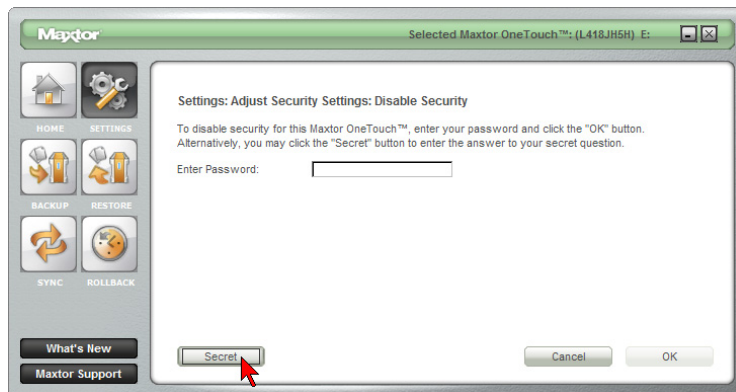 Maxtor
Selected Maxtor OneTouch™: (L418JH5H) E:
HOME
SETTINGS
BACKUP
RESTORE
SYNC
ROLLBACK
What's New
Maxtor Support
Settings: Adjust Security Settings: Disable Security
To disable security for this Maxtor OneTouch™, enter your password and click the "OK" button.
Alternatively, you may click the "Secret" button to enter the answer to your secret question.
Enter Password:
Secret
Cancel
OK